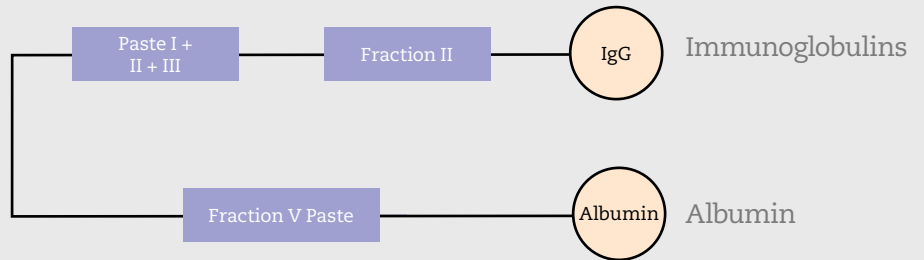 Paste I +
II + III
Fraction II
IgG
Immunoglobulins
Fraction V Paste
Albumin
Albumin